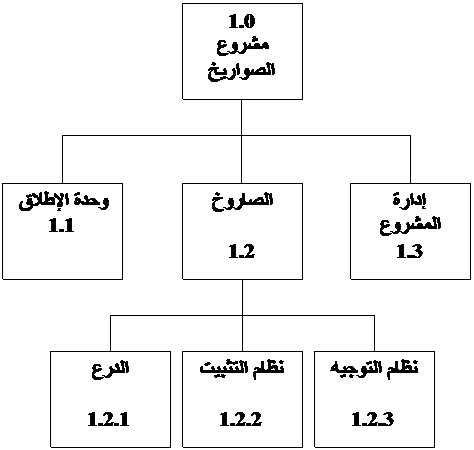 1.0
مشروع
الصواريخ
إدارة
المشروع
1.3
الصاروخ
1.2
وحدة الإطلاق
1.1
نظام التوجيه
1.2.3
نظام التثبيت
1.2.2
الدرع
1.2.1